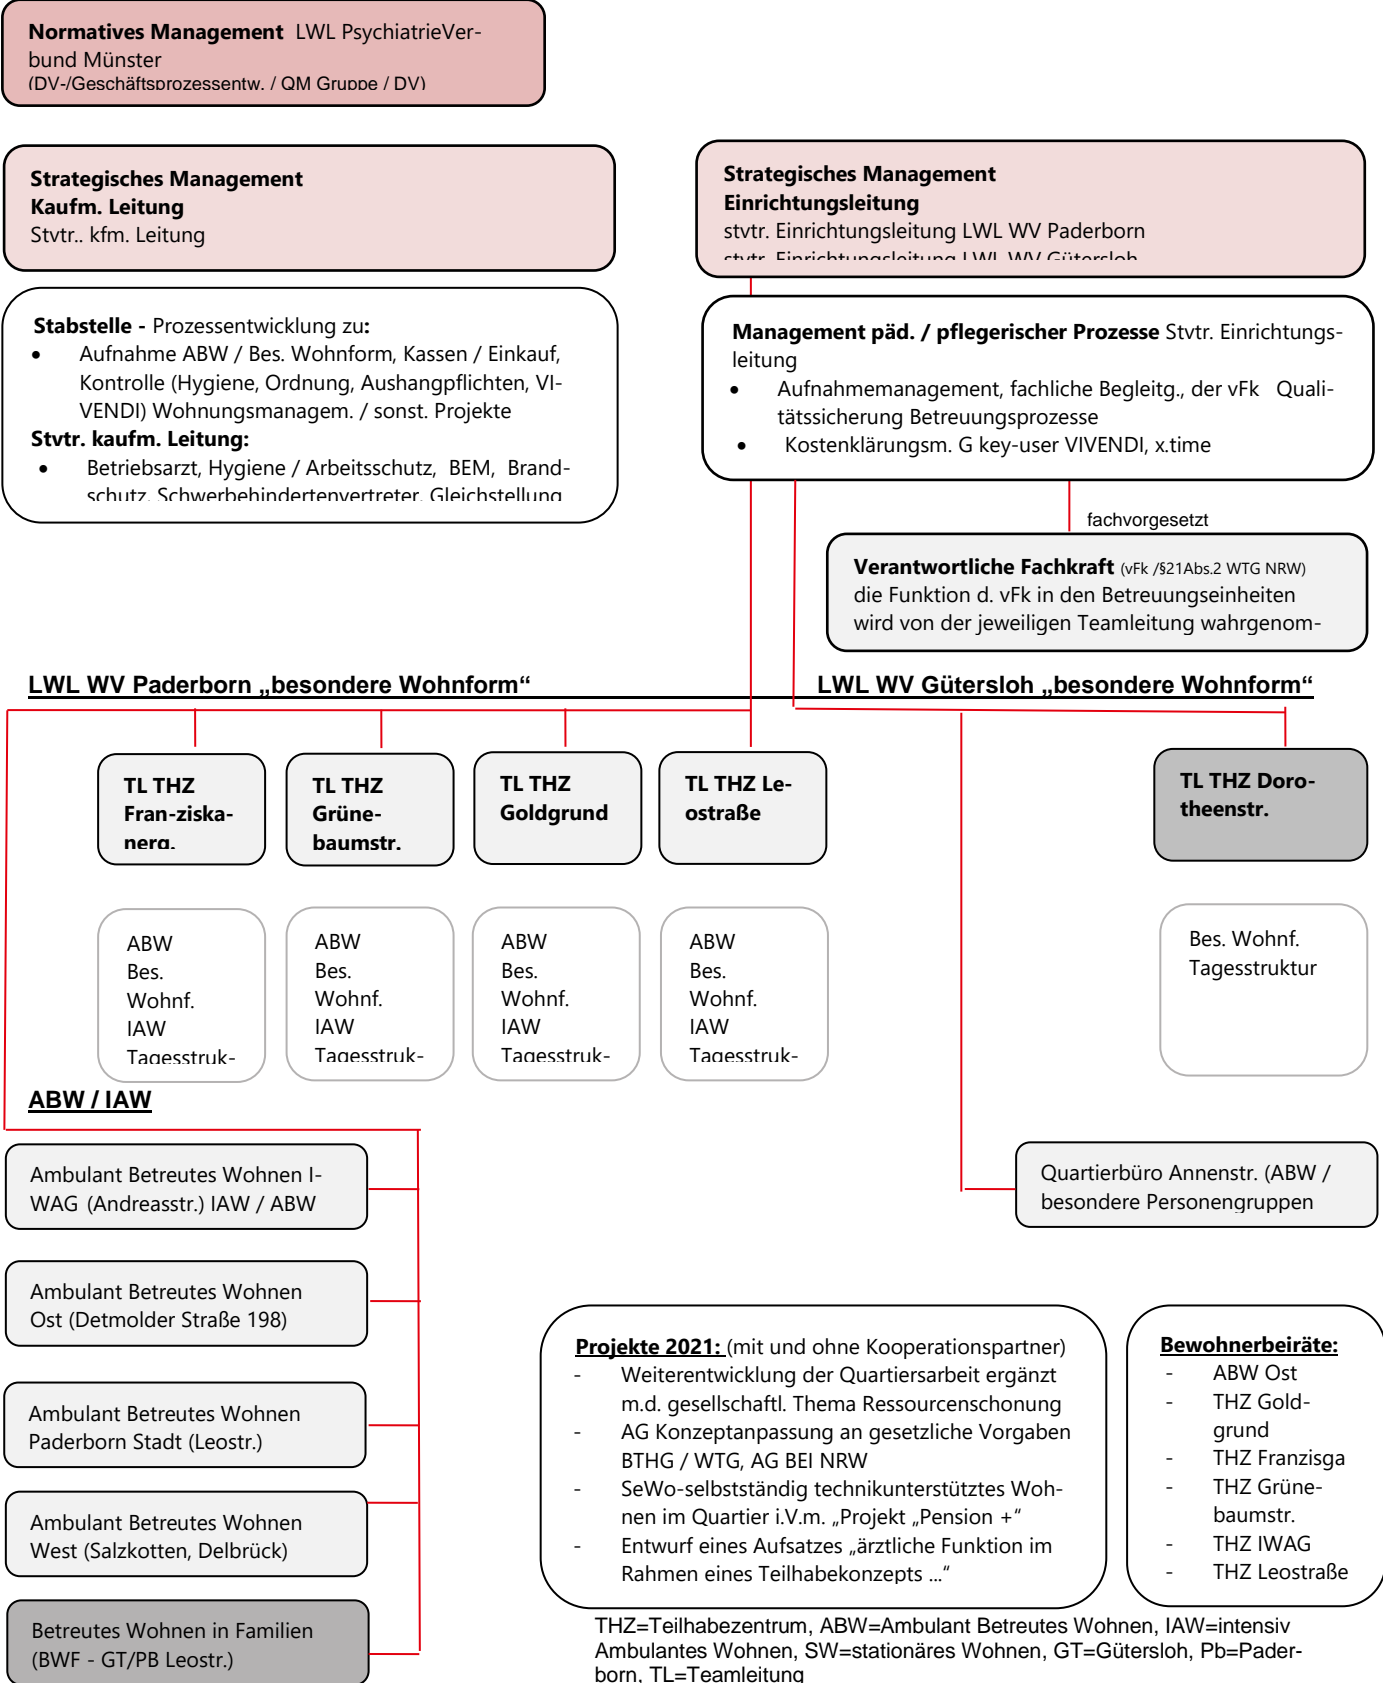 Normatives Management LWL PsychiatrieVer-
bund Münster
(DV-/Geschäftsprozessentw. / QM Gruppe / DV)
Strategisches Management
Kaufm. Leitung
Stvtr.. kfm. Leitung
Strategisches Management
Einrichtungsleitung
stvtr. Einrichtungsleitung LWL WV Paderborn
stvtr. Einrichtungsleitung LWL WV Gütersloh
Stabstelle - Prozessentwicklung zu:
• Aufnahme ABW / Bes. Wohnform, Kassen / Einkauf,
Kontrolle (Hygiene, Ordnung, Aushangpflichten, VI-
VENDI) Wohnungsmanagem. / sonst. Projekte
Stvtr. kaufm. Leitung:
• Betriebsarzt, Hygiene / Arbeitsschutz, BEM, Brand-
schutz, Schwerbehindertenvertreter, Gleichstellung
Management päd. / pflegerischer Prozesse Stvtr. Einrichtungs-
leitung
• Aufnahmemanagement, fachliche Begleitg., der vFk Quali-
tätssicherung Betreuungsprozesse
• Kostenklärungsm. G key-user VIVENDI, x.time
fachvorgesetzt
Verantwortliche Fachkraft (vFk /§21Abs.2 WTG NRW)
die Funktion d. vFk in den Betreuungseinheiten
wird von der jeweiligen Teamleitung wahrgenom-
LWL WV Paderborn „besondere Wohnform“
LWL WV Gütersloh „besondere Wohnform“
TL THZ
Fran-ziska-
nerg.
TL THZ
Grüne-
baumstr.
TL THZ
Goldgrund
TL THZ Le-
ostraße
TL THZ Doro-
theenstr.
ABW
Bes.
Wohnf.
IAW
Tagesstruk-
ABW
Bes.
Wohnf.
IAW
Tagesstruk-
ABW
Bes.
Wohnf.
IAW
Tagesstruk-
ABW
Bes.
Wohnf.
IAW
Tagesstruk-
Bes. Wohnf.
Tagesstruktur
ABW / IAW
Ambulant Betreutes Wohnen I-
WAG (Andreasstr.) IAW / ABW
Quartierbüro Annenstr. (ABW /
besondere Personengruppen
Ambulant Betreutes Wohnen
Ost (Detmolder Straße 198)
Ambulant Betreutes Wohnen
Paderborn Stadt (Leostr.)
Ambulant Betreutes Wohnen
West (Salzkotten, Delbrück)
Betreutes Wohnen in Familien
(BWF - GT/PB Leostr.)
Projekte 2021: (mit und ohne Kooperationspartner)
- Weiterentwicklung der Quartiersarbeit ergänzt
m.d. gesellschaftl. Thema Ressourcenschonung
- AG Konzeptanpassung an gesetzliche Vorgaben
BTHG / WTG, AG BEI NRW
- SeWo-selbstständig technikunterstütztes Woh-
nen im Quartier i.V.m. „Projekt „Pension +“
- Entwurf eines Aufsatzes „ärztliche Funktion im
Rahmen eines Teilhabekonzepts ...“
Bewohnerbeiräte:
- ABW Ost
- THZ Gold-
grund
- THZ Franzisga
- THZ Grüne-
baumstr.
- THZ IWAG
- THZ Leostraße
THZ=Teilhabezentrum, ABW=Ambulant Betreutes Wohnen, IAW=intensiv
Ambulantes Wohnen, SW=stationäres Wohnen, GT=Gütersloh, Pb=Pader-
born, TL=Teamleitung